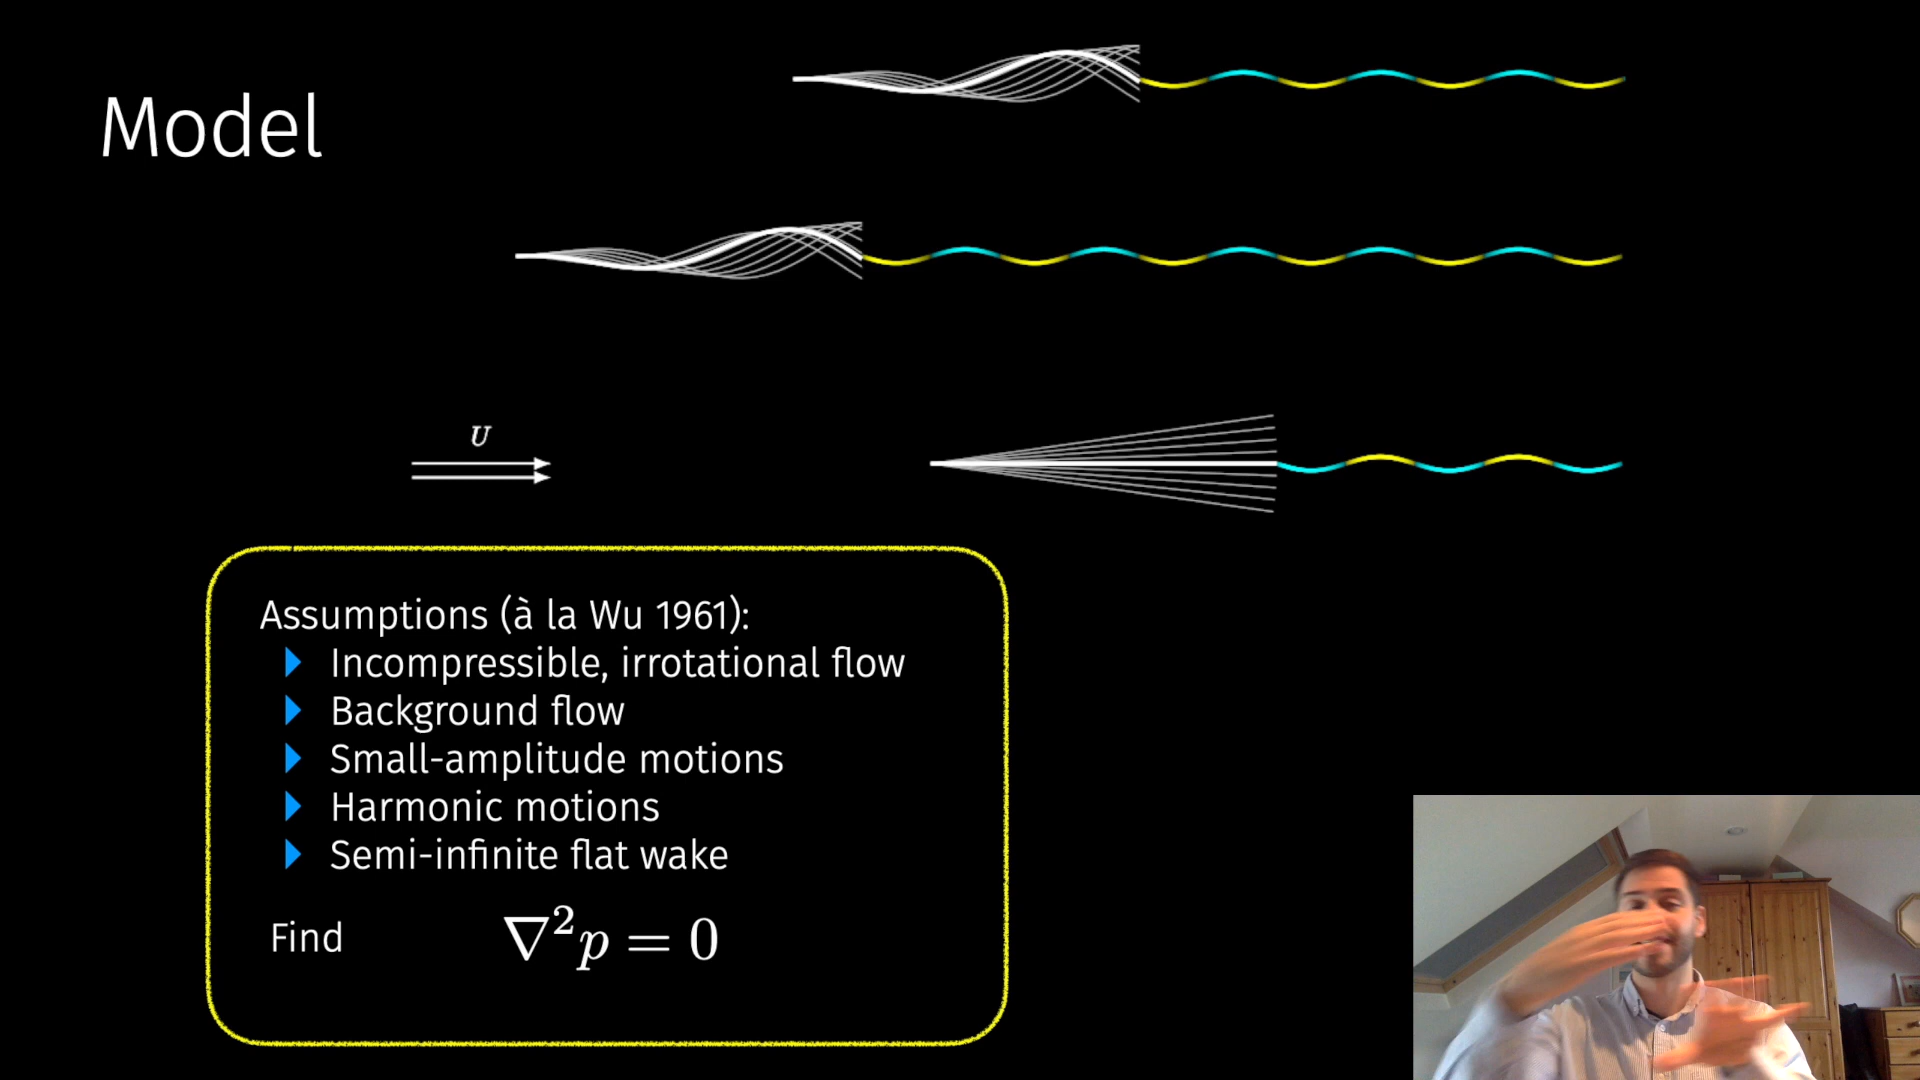 Model
U
Assumptions (à la Wu 1961):
Incompressible, irrotational flow
Background flow
Small-amplitude motions
Harmonic motions
Semi-infinite flat wake
Find ∇²p = 0